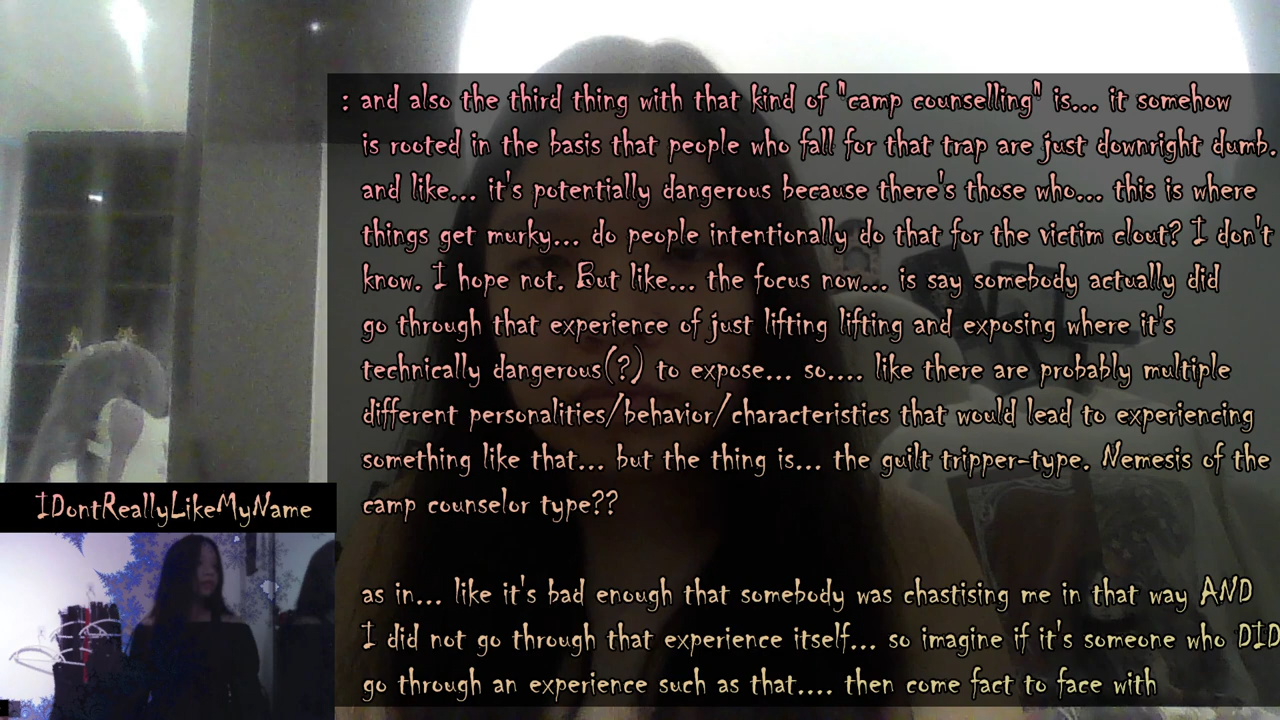 : and also the third thing with that kind of "camp counselling" is... it somehow
is rooted in the basis that people who fall for that trap are just downright dumb.
and like... it's potentially dangerous because there's those who... this is where
things get murky... do people intentionally do that for the victim clout? I don't
know. I hope not. But like... the focus now... is say somebody actually did
go through that experience of just lifting lifting and exposing where it's
technically dangerous(?) to expose... so.... like there are probably multiple
different personalities/behavior/characteristics that would lead to experiencing
something like that... but the thing is... the guilt tripper-type. Nemesis of the
camp counselor type??
as in... like it's bad enough that somebody was chastising me in that way AND
I did not go through that experience itself... so imagine if it's someone who DID
go through an experience such as that.... then come fact to face with
IDontReallyLikeMyName